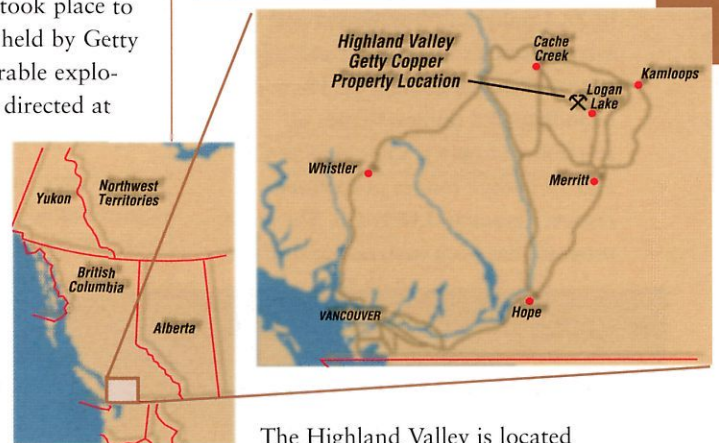 took place to
held by Getty
rable explo-
directed at
Highland Valley
Getty Copper
Property Location
Cache
Creek
Kamloops
Logan
Lake
Whistler
Merritt
VANCOUVER
Hope
Yukon
Northwest
Territories
British
Columbia
Alberta
The Highland Valley is located